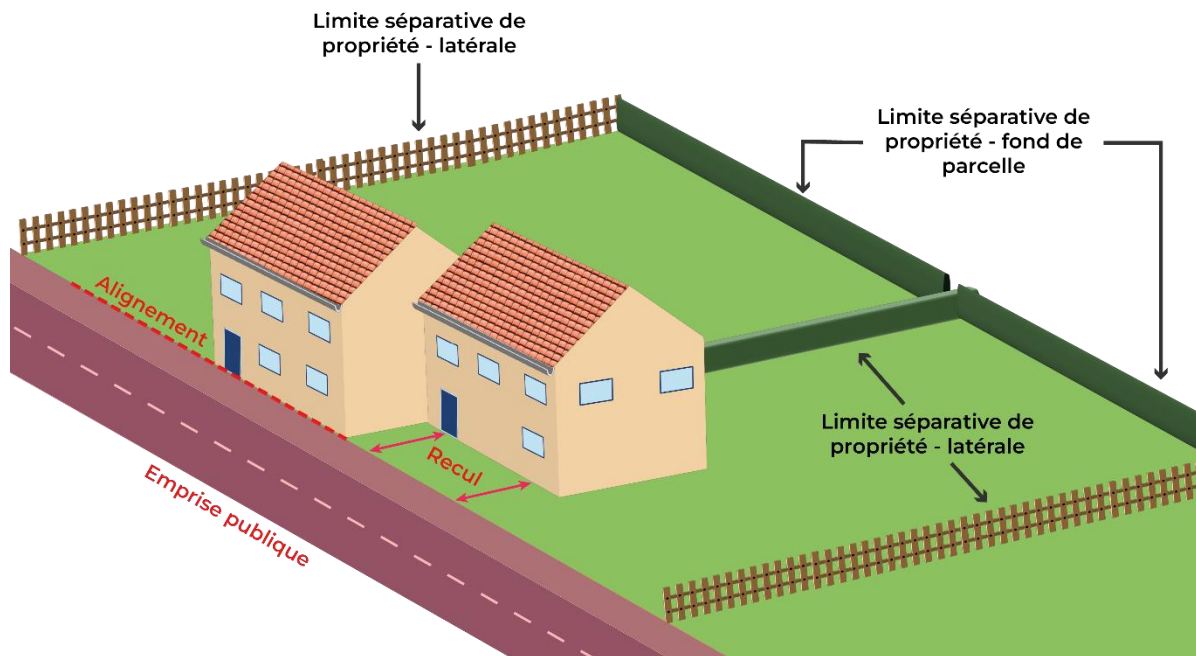 Limite séparative de
propriété - latérale
Limite séparative de
propriété - fond de
parcelle
Alignement
Limite séparative de
propriété - latérale
Recul
Emprise publique